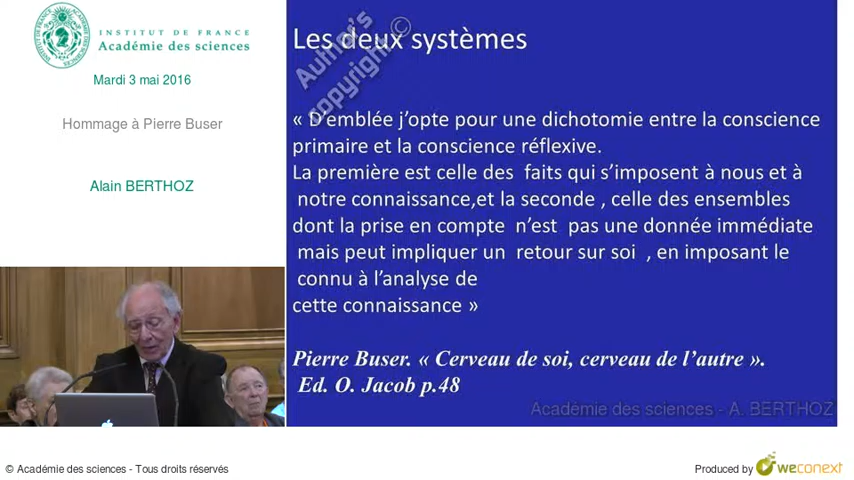 INSTITUT DE FRANCE
Académie des sciences
Mardi 3 mai 2016
Hommage à Pierre Buser
Alain BERTHOZ
Les deux systèmes
Author's ©
copyright
« D'emblée j'opte pour une dichotomie entre la conscience
primaire et la conscience réflexive.
La première est celle des faits qui s'imposent à nous et à
notre connaissance,et la seconde , celle des ensembles
dont la prise en compte n'est pas une donnée immédiate
mais peut impliquer un retour sur soi , en imposant le
connu à l'analyse de
cette connaissance »
Pierre Buser. « Cerveau de soi, cerveau de l'autre ».
Ed. O. Jacob p.48
Académie des sciences - A. BERTHOZ
© Académie des sciences - Tous droits réservés
Produced by weconext